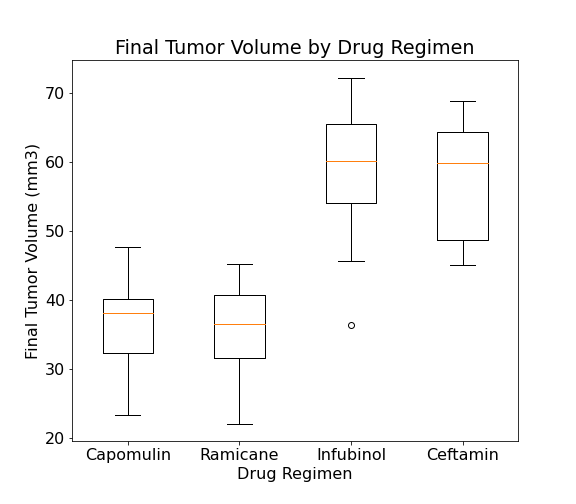 Final Tumor Volume by Drug Regimen
Final Tumor Volume (mm3)
70
60
50
40
30
20
Capomulin Ramicane Infubinol Ceftamin
Drug Regimen